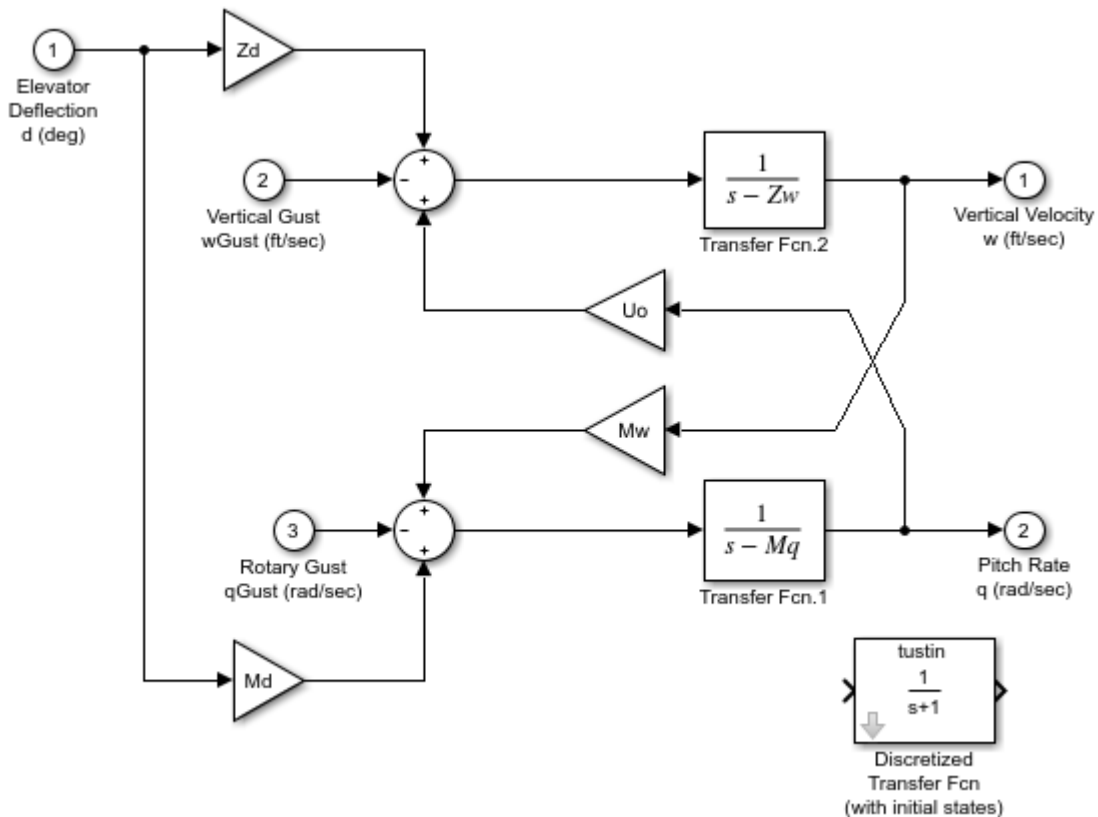 1
Elevator
Deflection
d (deg)
Zd
+
-
+
2
Vertical Gust
wGust (ft/sec)
1
s − Zw
Transfer Fcn.2
1
Vertical Velocity
w (ft/sec)
Uo
Mw
+
-
+
3
Rotary Gust
qGust (rad/sec)
1
s − Mq
Transfer Fcn.1
2
Pitch Rate
q (rad/sec)
Md
tustin
1
s+1
Discretized
Transfer Fcn
(with initial states)